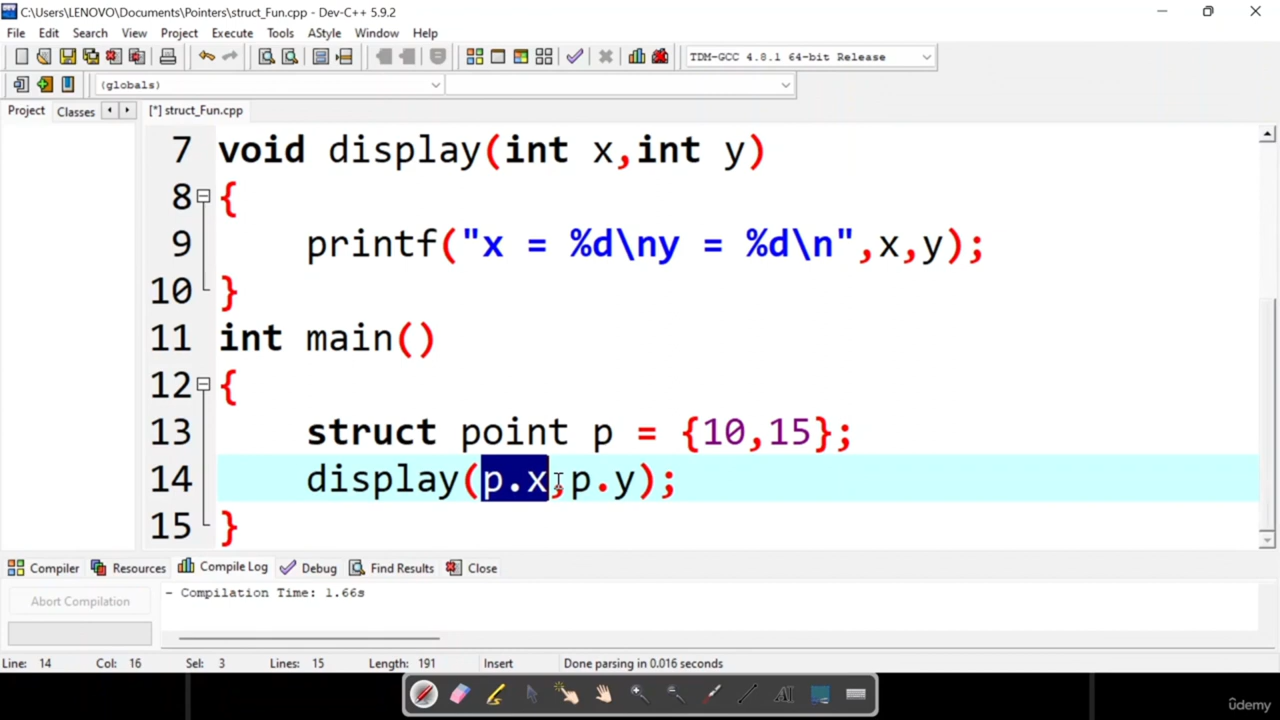 C:\Users\LENOVO\Documents\Pointers\struct_Fun.cpp - Dev-C++ 5.9.2
File Edit Search View Project Execute Tools AStyle Window Help
TDM-GCC 4.8.1 64-bit Release
(globals)
Project Classes [*] struct_Fun.cpp
7 void display(int x,int y)
8 {
9 printf("x = %d\ny = %d\n",x,y);
10 }
11 int main()
12 {
13 struct point p = {10,15};
14 display(p.x,p.y);
15 }
Compiler Resources Compile Log Debug Find Results Close
Abort Compilation
- Compilation Time: 1.66s
Line: 14 Col: 16 Sel: 3 Lines: 15 Length: 191 Insert Done parsing in 0.016 seconds
AI
ûdemy